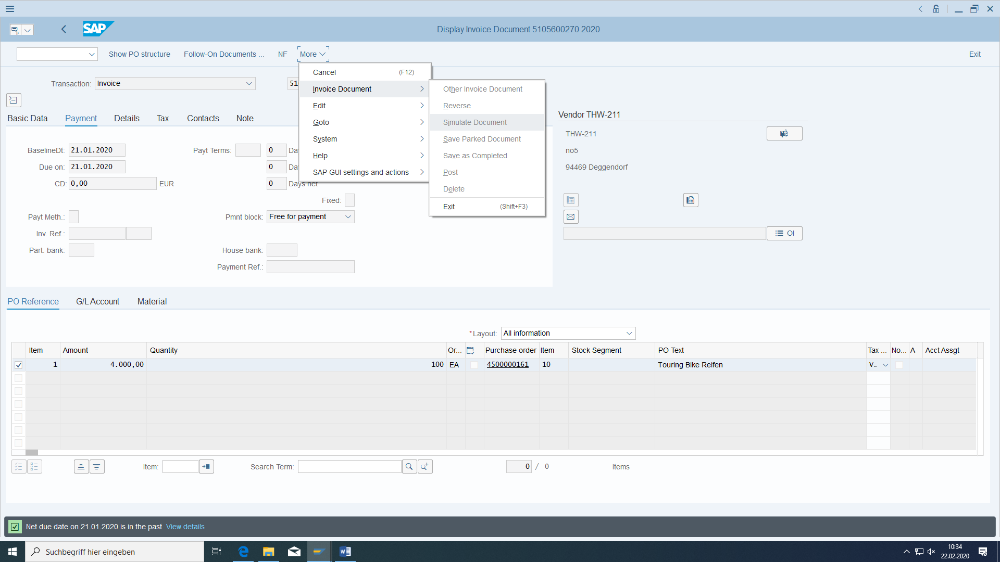 SAP
Display Invoice Document 5105600270 2020
Show PO structure
Follow-On Documents ...
NF
More
Exit
Transaction:
Invoice
510
Cancel (F12)
Invoice Document
Edit
Goto
System
Help
SAP GUI settings and actions
Other Invoice Document
Reverse
Simulate Document
Save Parked Document
Save as Completed
Post
Delete
Exit (Shift+F3)
Basic Data
Payment
Details
Tax
Contacts
Note
BaselineDt: 21.01.2020
Payt Terms:
0
Due on: 21.01.2020
0
CD: 0,00 EUR
0 Days net
Fixed:
Payt Meth.:
Pmnt block: Free for payment
Inv. Ref.:
Part. bank:
House bank:
Payment Ref.:
Vendor THW-211
THW-211
no5
94469 Deggendorf
OI
PO Reference
G/L Account
Material
* Layout: All information
Item Amount Quantity Or... Purchase order Item Stock Segment PO Text Tax ... No... A Acct Assgt
1 4.000,00 100 EA 4500000161 10 Touring Bike Reifen V...
Item:
Search Term:
0 / 0
Items
Net due date on 21.01.2020 is in the past View details
Suchbegriff hier eingeben
10:34
22.02.2020